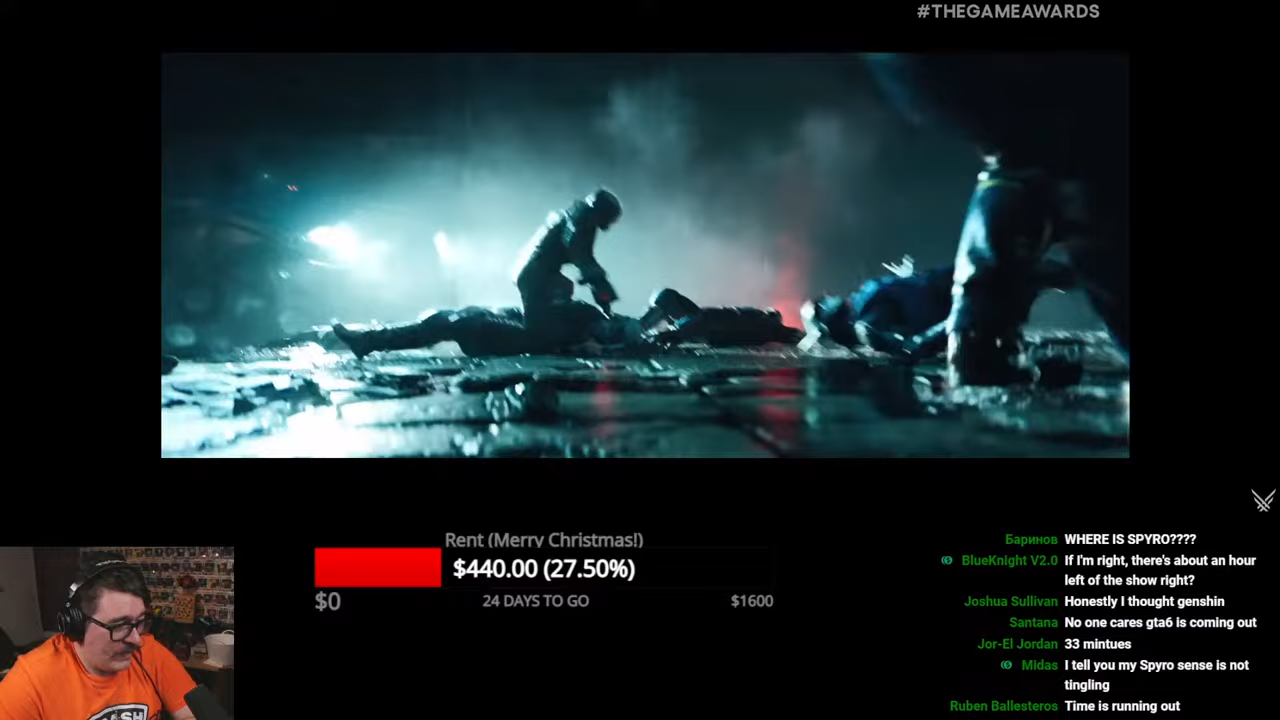 #THEGAMEAWARDS
Rent (Merry Christmas!)
$440.00 (27.50%)
$0 24 DAYS TO GO $1600
Баринов WHERE IS SPYRO????
BlueKnight V2.0 If I'm right, there's about an hour
left of the show right?
Joshua Sullivan Honestly I thought genshin
Santana No one cares gta6 is coming out
Jor-El Jordan 33 mintues
Midas I tell you my Spyro sense is not
tingling
Ruben Ballesteros Time is running out